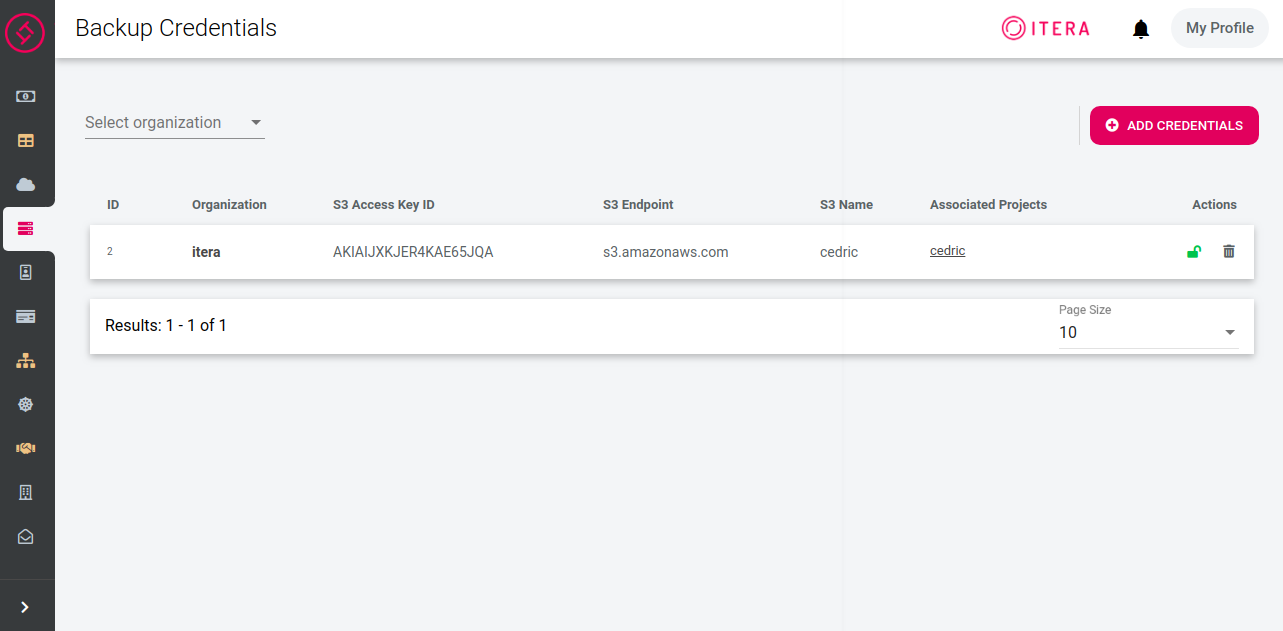 Backup Credentials
ITERA
My Profile
Select organization
ADD CREDENTIALS
ID Organization S3 Access Key ID S3 Endpoint S3 Name Associated Projects Actions
2 itera AKIAIJXKJER4KAE65JQA s3.amazonaws.com cedric cedric
Results: 1 - 1 of 1
Page Size
10